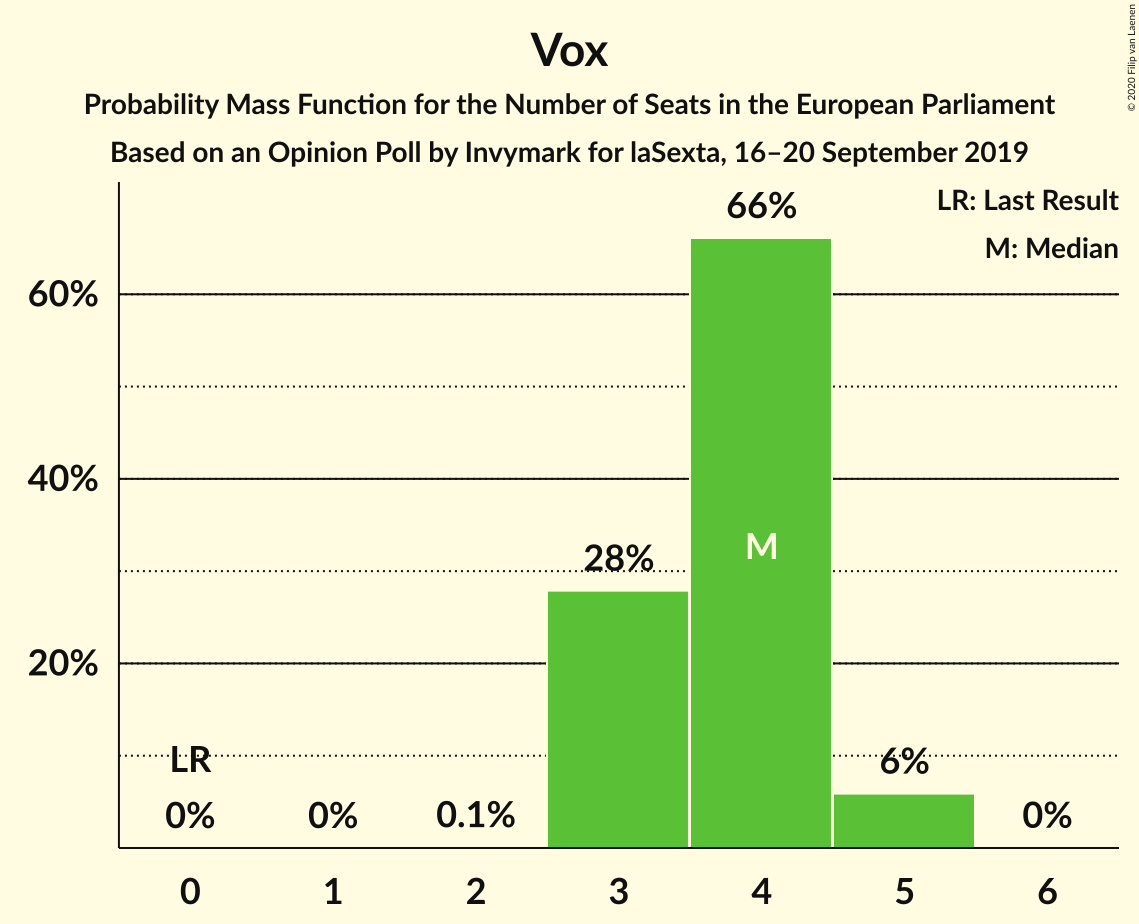 Vox
Probability Mass Function for the Number of Seats in the European Parliament
Based on an Opinion Poll by Invymark for laSexta, 16–20 September 2019
© 2020 Filip van Laenen
LR: Last Result
M: Median
60%
40%
20%
LR
0%
0%
0.1%
28%
66%
M
6%
0%
0 1 2 3 4 5 6